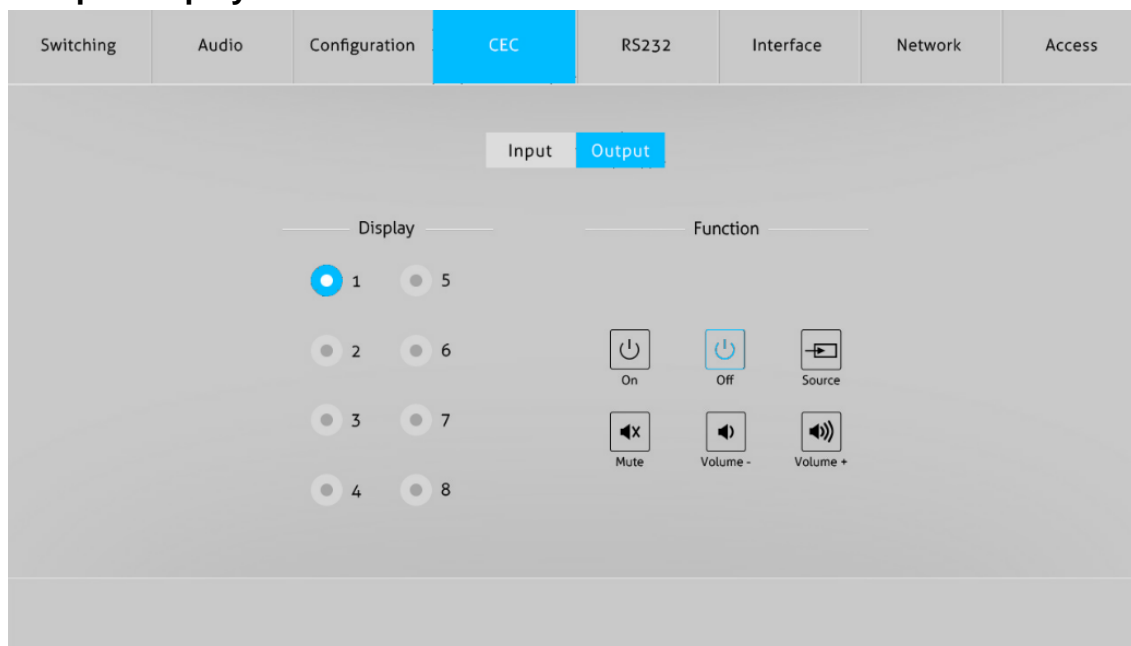 Switching Audio Configuration CEC RS232 Interface Network Access
Input Output
Display Function
1 5
2 6
On Off Source
3 7
Mute Volume - Volume +
4 8